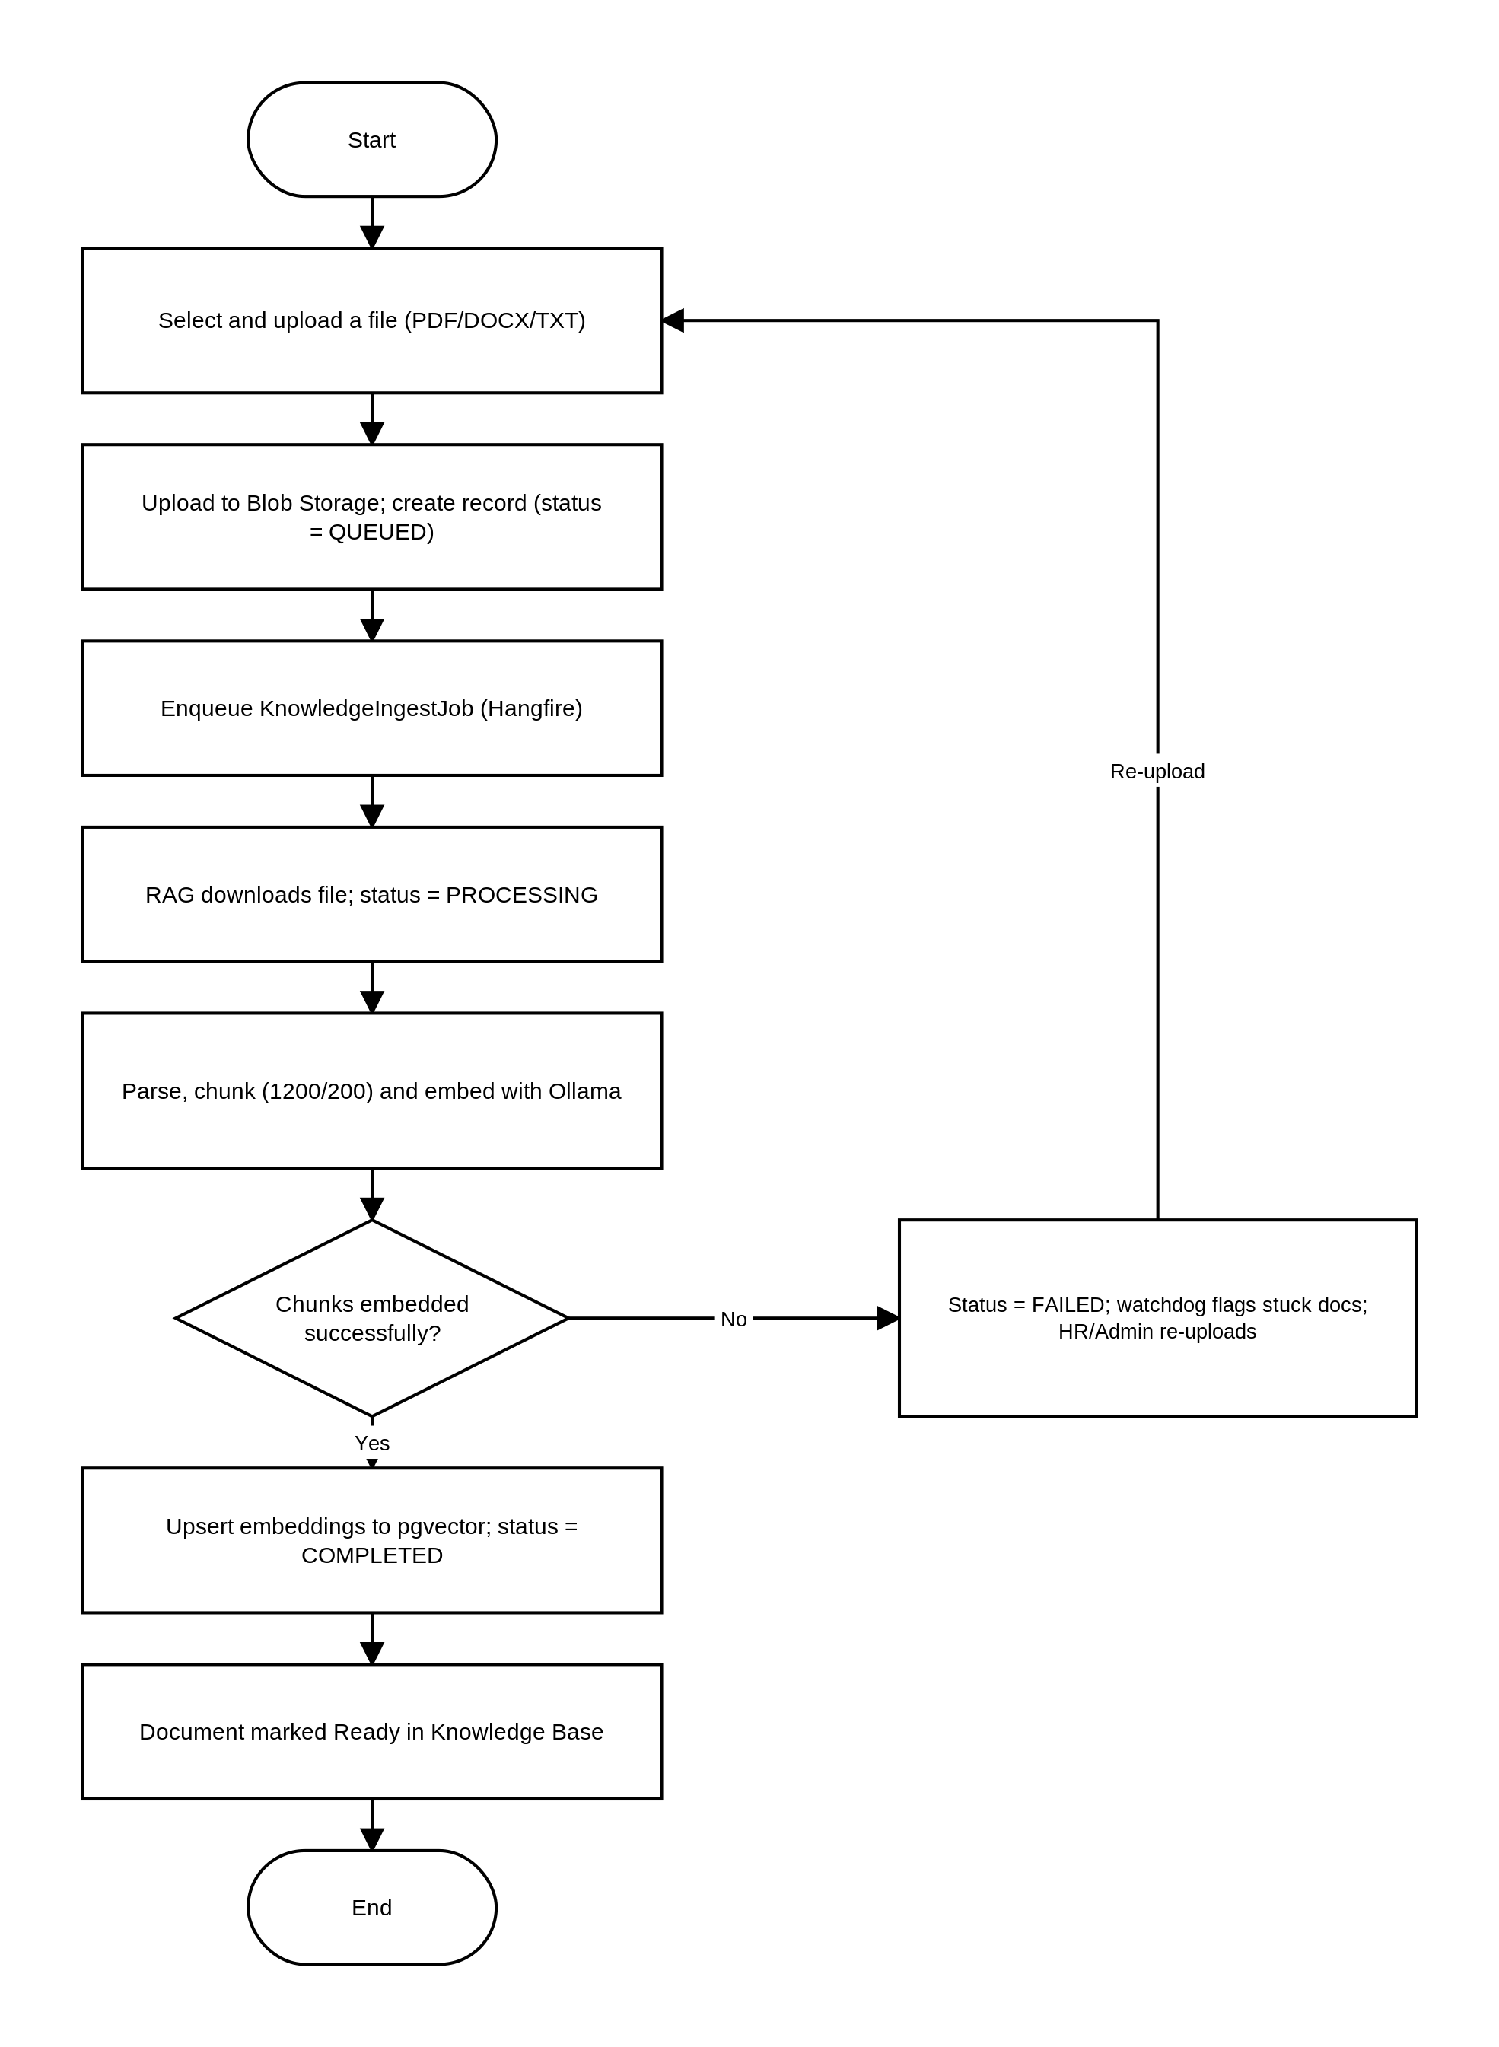 Start
Select and upload a file (PDF/DOCX/TXT)
Upload to Blob Storage; create record (status
= QUEUED)
Enqueue KnowledgeIngestJob (Hangfire)
Re-upload
RAG downloads file; status = PROCESSING
Parse, chunk (1200/200) and embed with Ollama
Chunks embedded
successfully?
No
Status = FAILED; watchdog flags stuck docs;
HR/Admin re-uploads
Yes
Upsert embeddings to pgvector; status =
COMPLETED
Document marked Ready in Knowledge Base
End